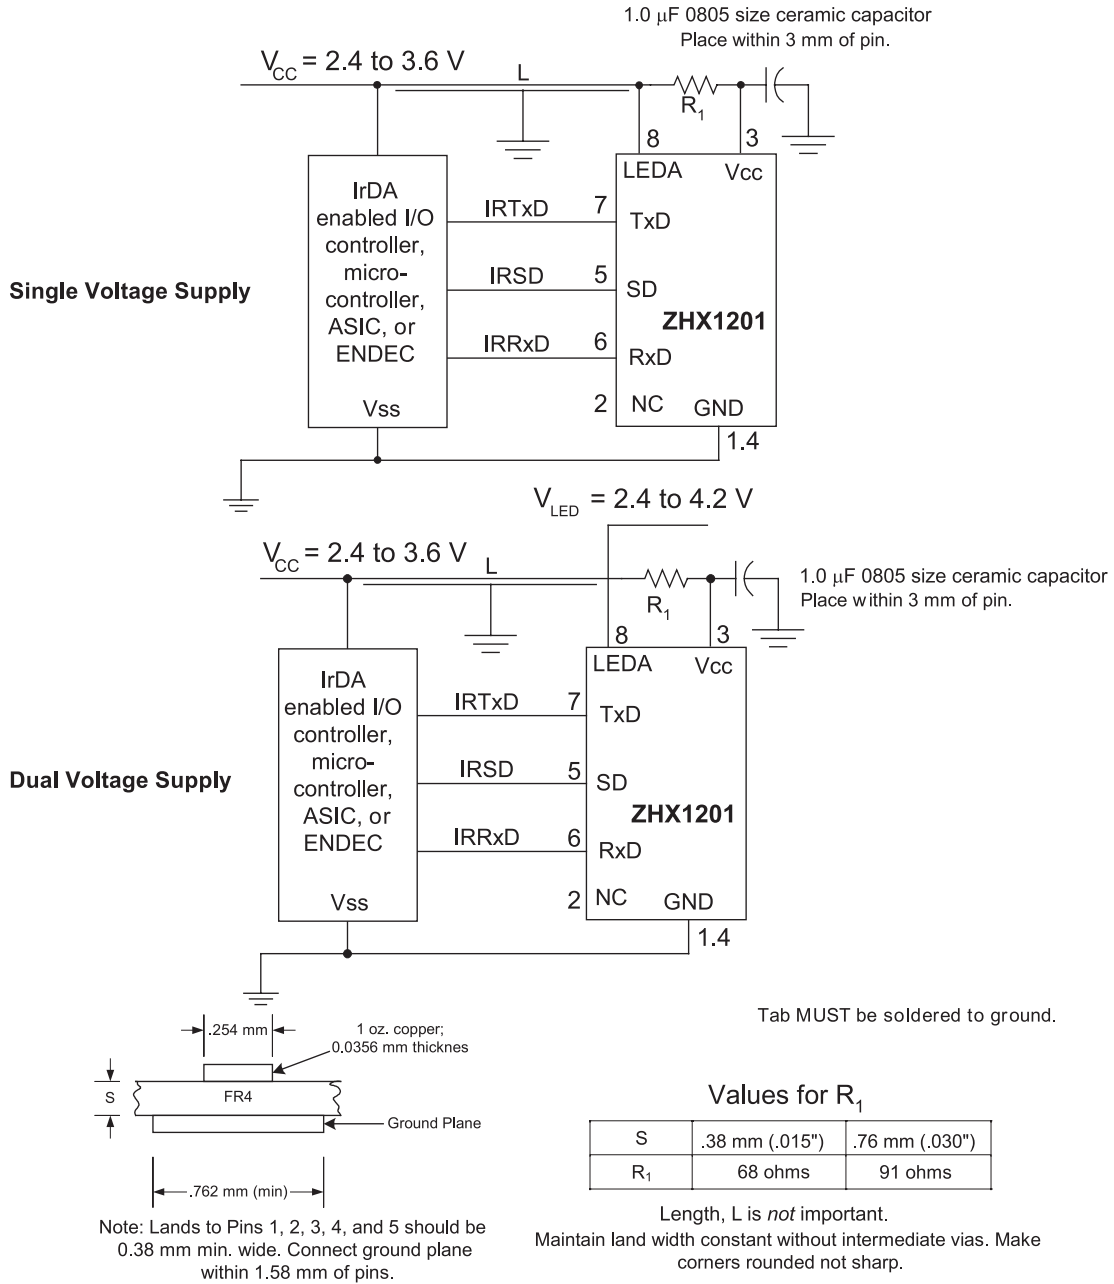 1.0 μF 0805 size ceramic capacitor
Place within 3 mm of pin.
V_CC = 2.4 to 3.6 V
L
R₁
8
3
LEDA
Vcc
IrDA
enabled I/O
controller,
micro-
controller,
ASIC, or
ENDEC
Vss
IRTxD
7
TxD
Single Voltage Supply
IRSD
5
SD
ZHX1201
IRRxD
6
RxD
2
NC
GND
1.4
V_LED = 2.4 to 4.2 V
V_CC = 2.4 to 3.6 V
L
R₁
1.0 μF 0805 size ceramic capacitor
Place within 3 mm of pin.
8
3
LEDA
Vcc
IrDA
enabled I/O
controller,
micro-
controller,
ASIC, or
ENDEC
Vss
IRTxD
7
TxD
Dual Voltage Supply
IRSD
5
SD
ZHX1201
IRRxD
6
RxD
2
NC
GND
1.4
Tab MUST be soldered to ground.
.254 mm
1 oz. copper;
0.0356 mm thicknes
S
FR4
Ground Plane
.762 mm (min)
Note: Lands to Pins 1, 2, 3, 4, and 5 should be
0.38 mm min. wide. Connect ground plane
within 1.58 mm of pins.
Values for R₁
S .38 mm (.015") .76 mm (.030")
R₁ 68 ohms 91 ohms
Length, L is not important.
Maintain land width constant without intermediate vias. Make
corners rounded not sharp.